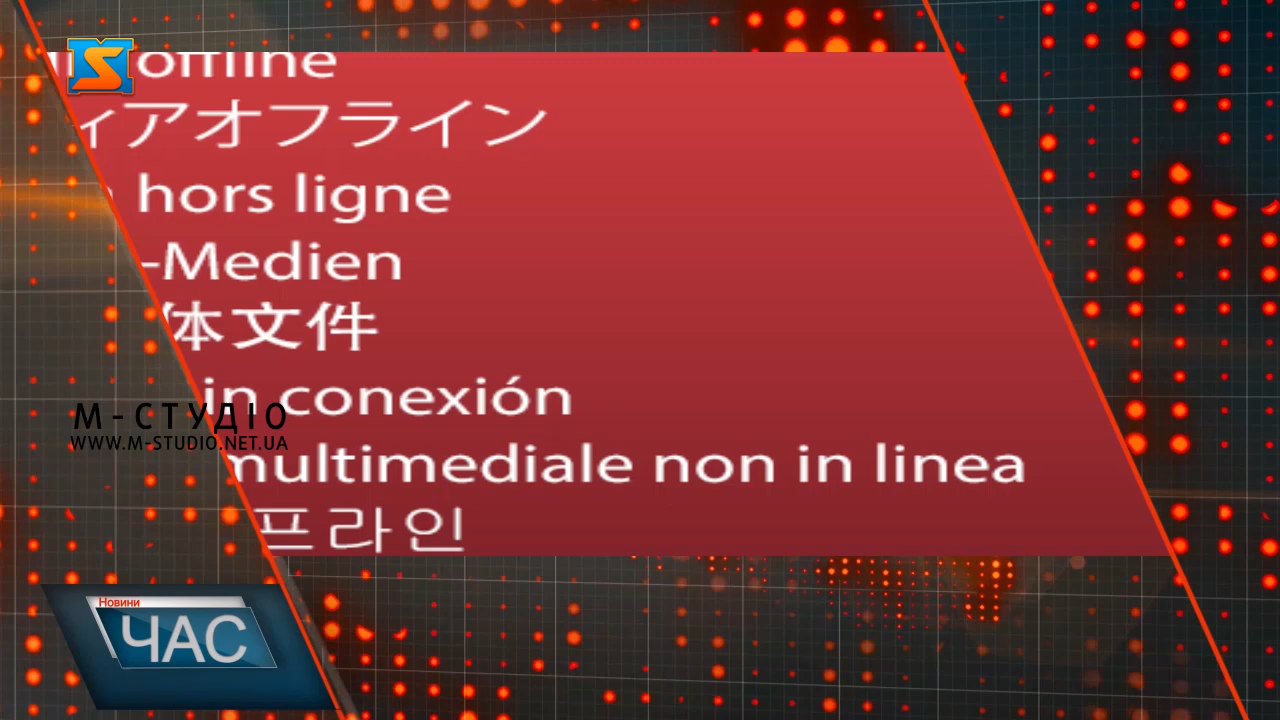 offline
ィアオフライン
hors ligne
-Medien
体文件
in conexión
multimediale non in linea
프라인
М-СТУДІО
WWW.M-STUDIO.NET.UA
Новини
ЧАС